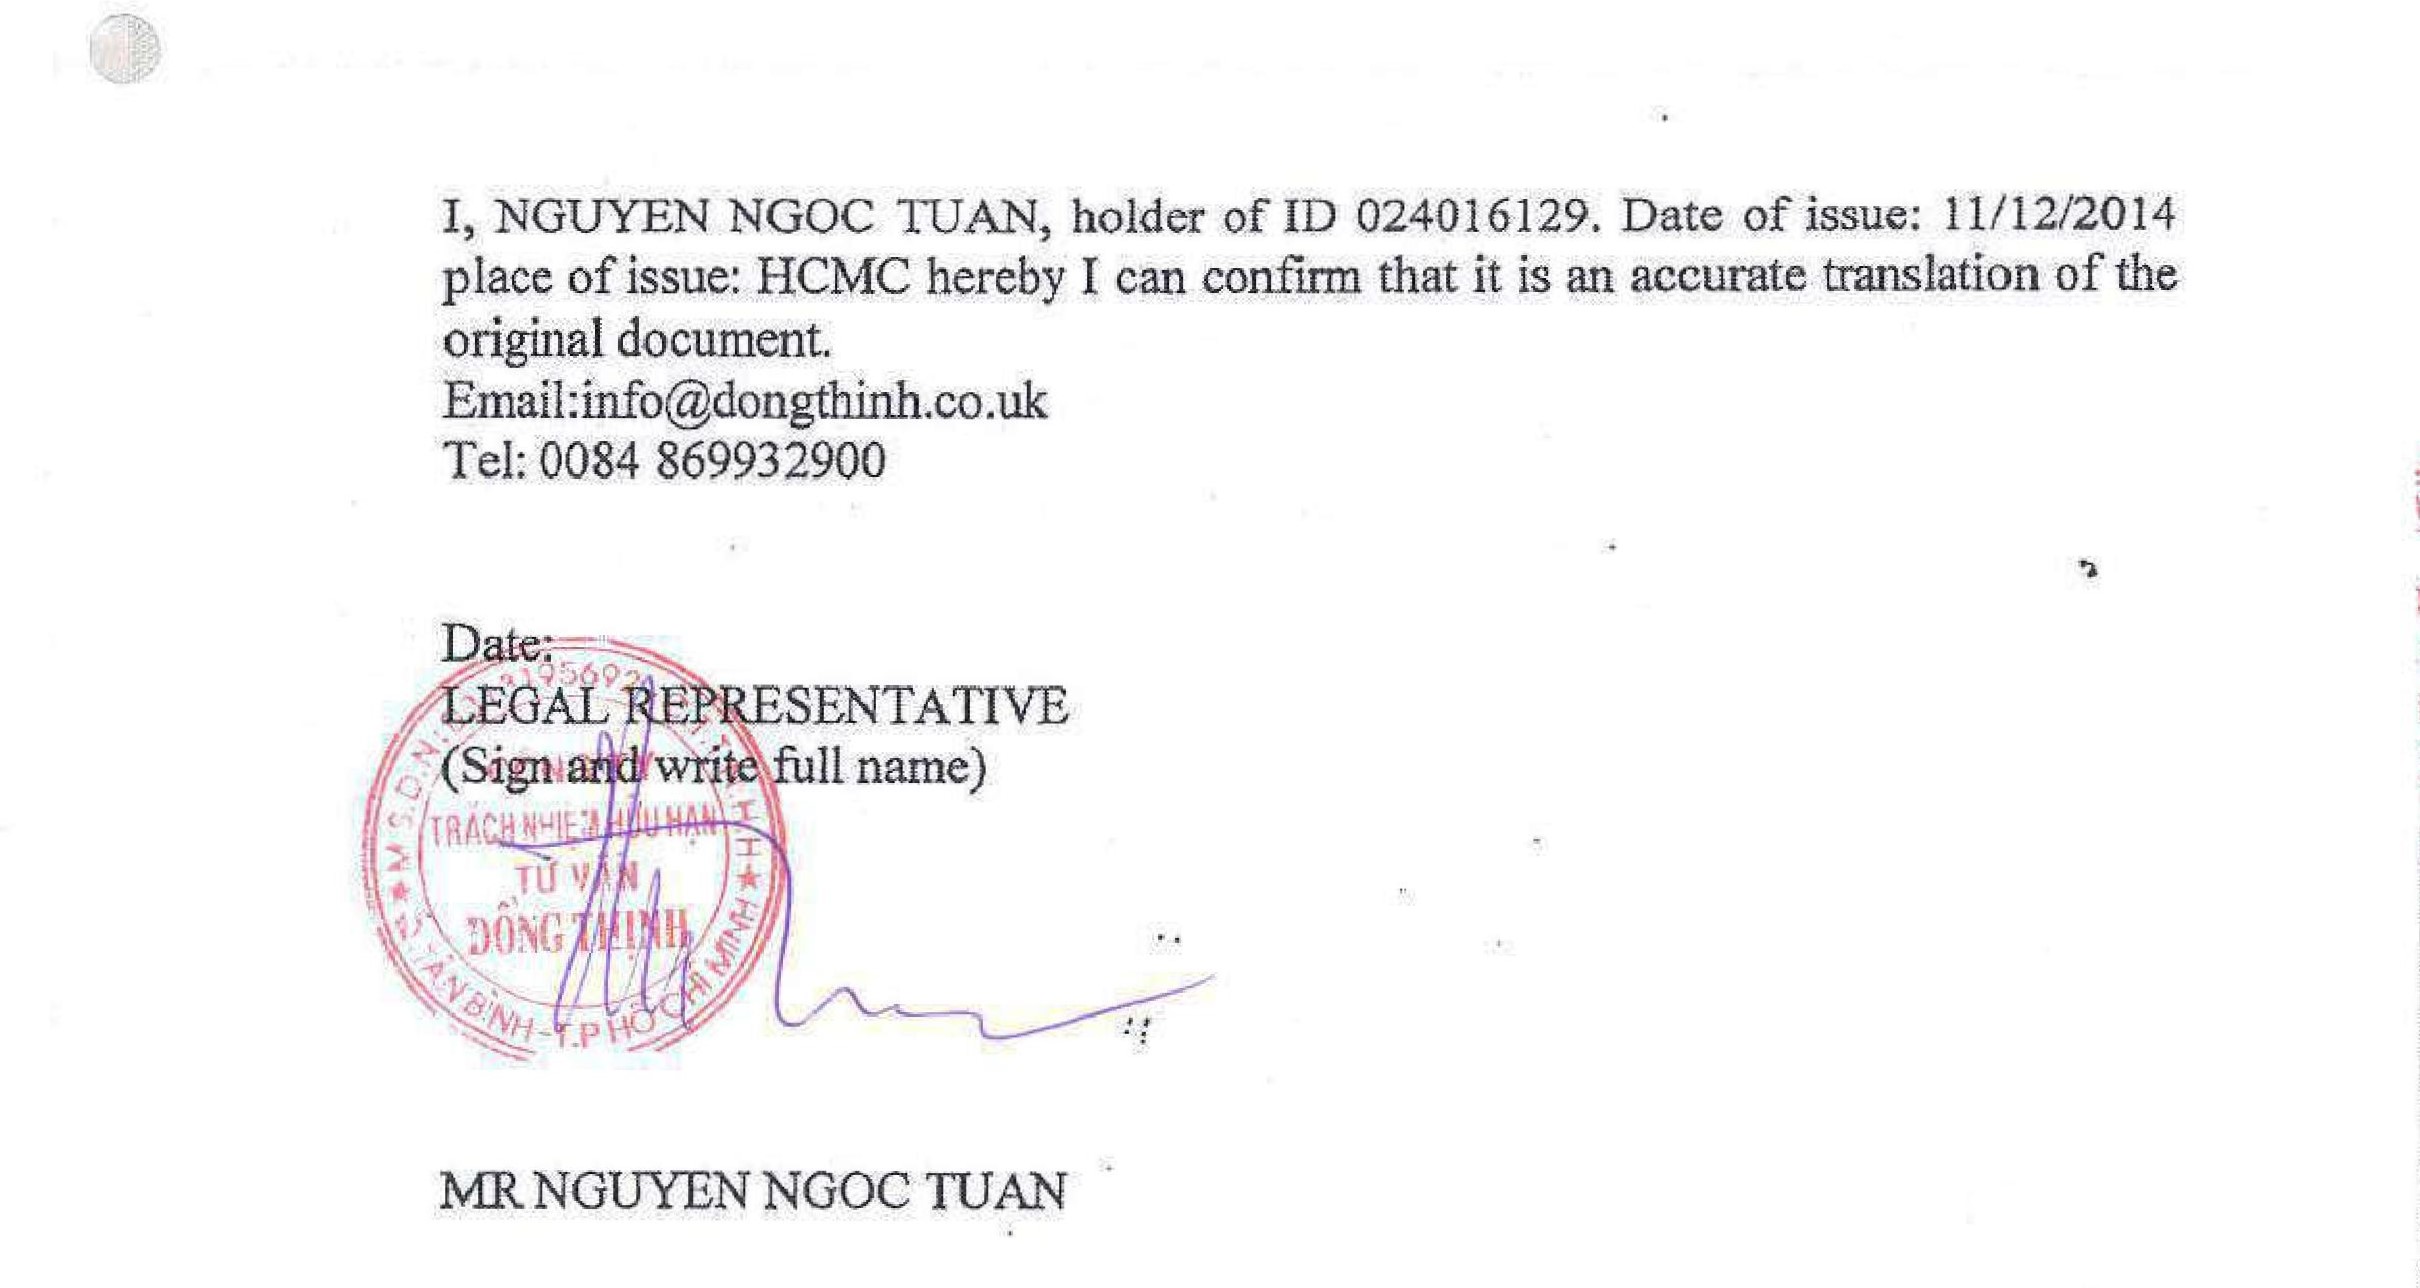 I, NGUYEN NGOC TUAN, holder of ID 024016129. Date of issue: 11/12/2014
place of issue: HCMC hereby I can confirm that it is an accurate translation of the
original document.
Email:info@dongthinh.co.uk
Tel: 0084 869932900
Date:
LEGAL REPRESENTATIVE
(Sign and write full name)
TRÁCH NHIỆM HỮU HẠN
TƯ VẤN
ĐỒNG THỊNH
M.S.D.N:
TÂN BÌNH-T.P HỒ CHÍ MINH
MR NGUYEN NGOC TUAN